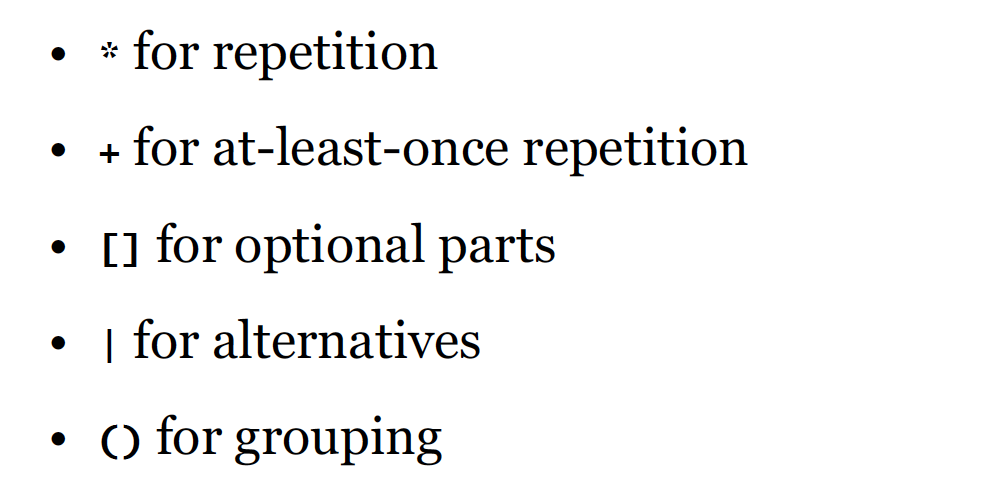 • * for repetition
• + for at-least-once repetition
• [] for optional parts
• | for alternatives
• () for grouping